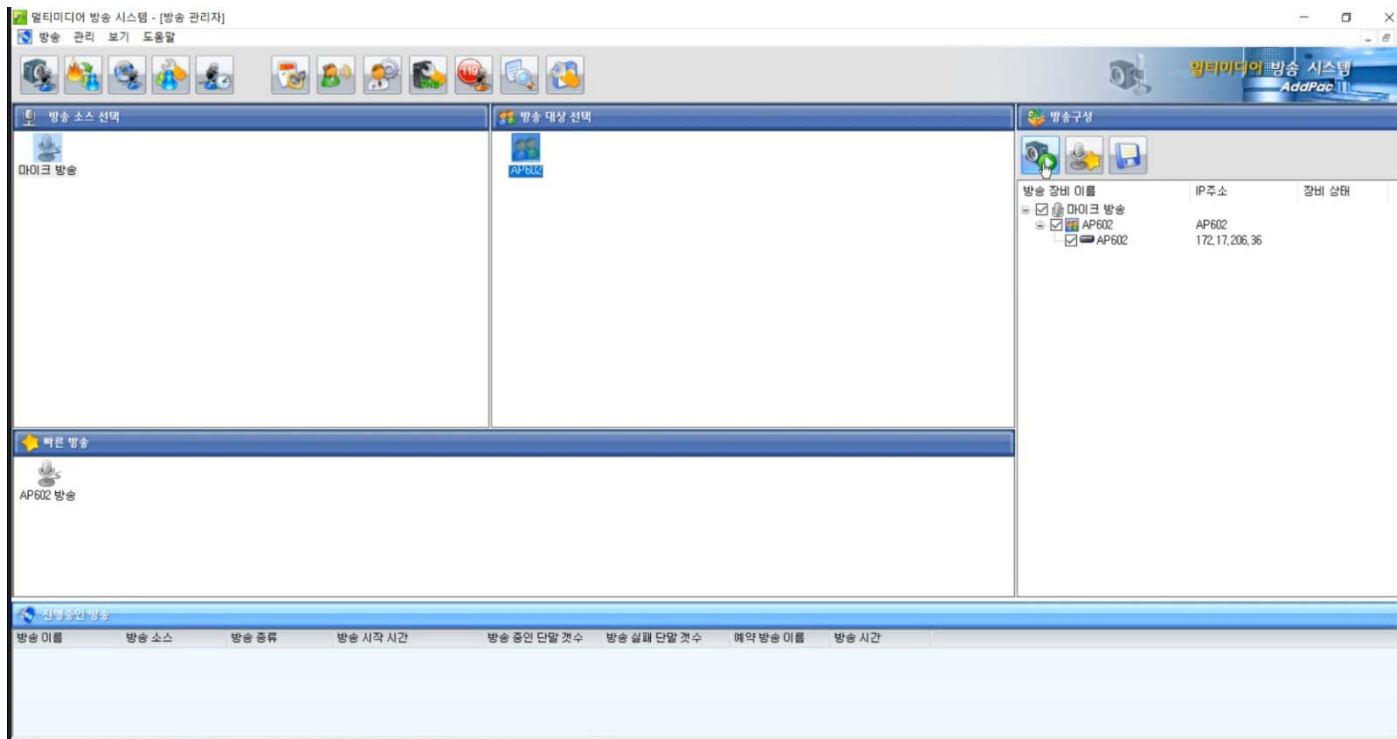 멀티미디어 방송 시스템 - [방송 관리자]
방송 관리 보기 도움말
119
멀티미디어 방송 시스템
AddPac
방송 소스 선택
방송 대상 선택
방송구성
마이크 방송
AP602
방송 장비 이름 IP주소 장비 상태
마이크 방송
AP602 AP602
AP602 172,17,206,36
빠른 방송
AP602 방송
진행중인 방송
방송 이름 방송 소스 방송 종류 방송 시작 시간 방송 중인 단말 갯수 방송 실패 단말 갯수 예약 방송 이름 방송 시간